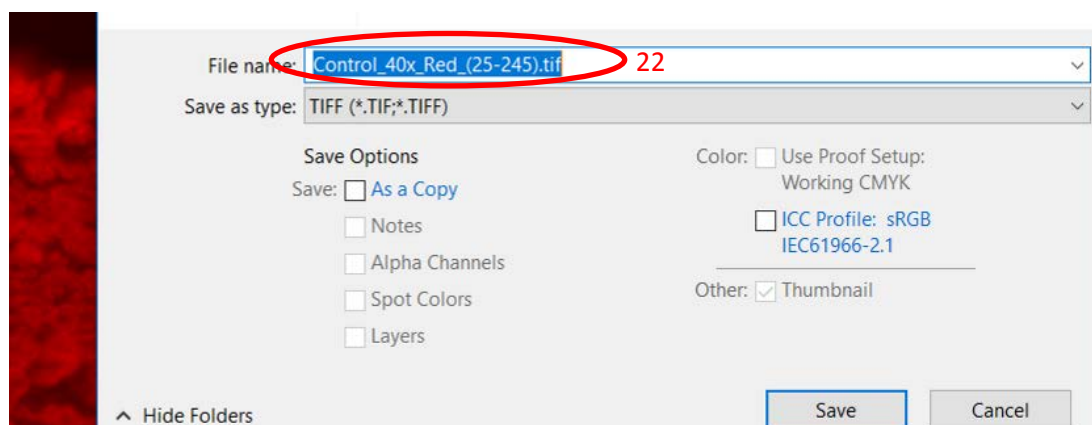 File name: Control_40x_Red_(25-245).tif 22
Save as type: TIFF (*.TIF;*.TIFF)
Save Options
Save: As a Copy
Notes
Alpha Channels
Spot Colors
Layers
Color: Use Proof Setup:
Working CMYK
ICC Profile: sRGB
IEC61966-2.1
Other: Thumbnail
Hide Folders
Save Cancel